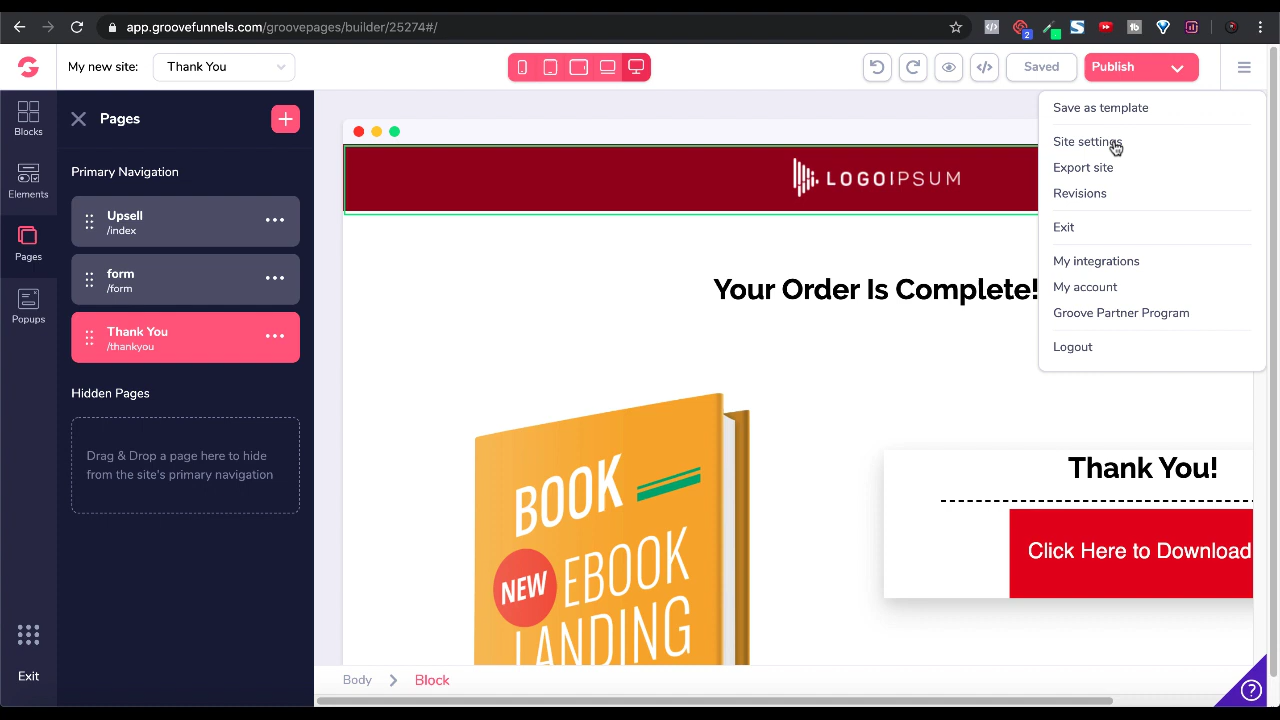 app.groovefunnels.com/groovepages/builder/25274#/
2
My new site:
Thank You
Saved
Publish
Blocks
Elements
Pages
Popups
Exit
Pages
Primary Navigation
Upsell
/index
form
/form
Thank You
/thankyou
Hidden Pages
Drag & Drop a page here to hide
from the site's primary navigation
LOGOIPSUM
Your Order Is Complete!
BOOK
NEW
EBOOK
LANDING
Thank You!
Click Here to Download
Save as template
Site settings
Export site
Revisions
Exit
My integrations
My account
Groove Partner Program
Logout
Body
Block